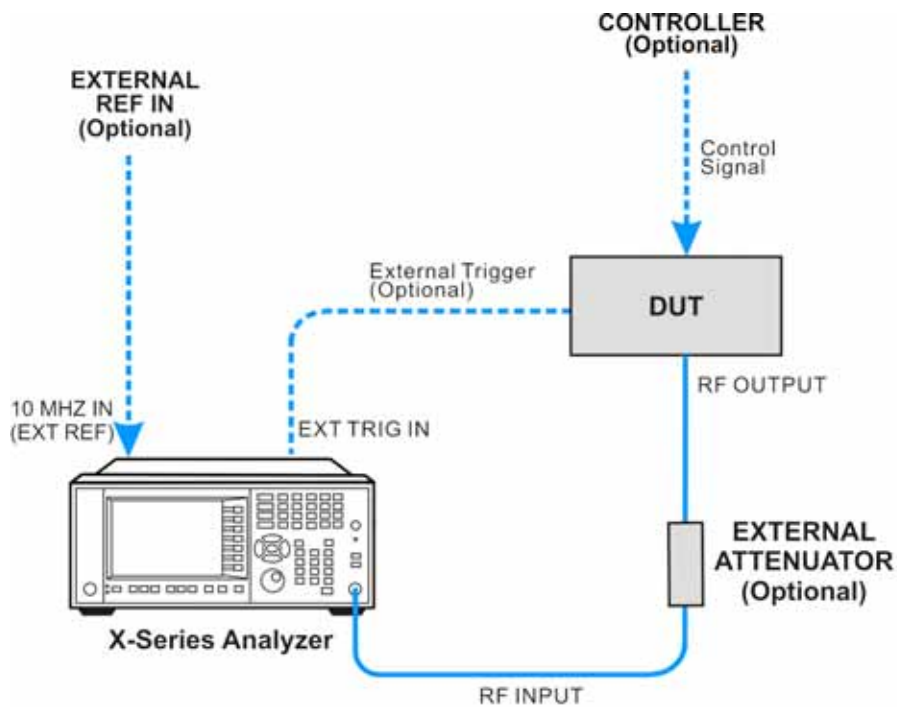 CONTROLLER
(Optional)
EXTERNAL
REF IN
(Optional)
Control
Signal
External Trigger
(Optional)
DUT
RF OUTPUT
10 MHZ IN
(EXT REF)
EXT TRIG IN
EXTERNAL
ATTENUATOR
(Optional)
X-Series Analyzer
RF INPUT